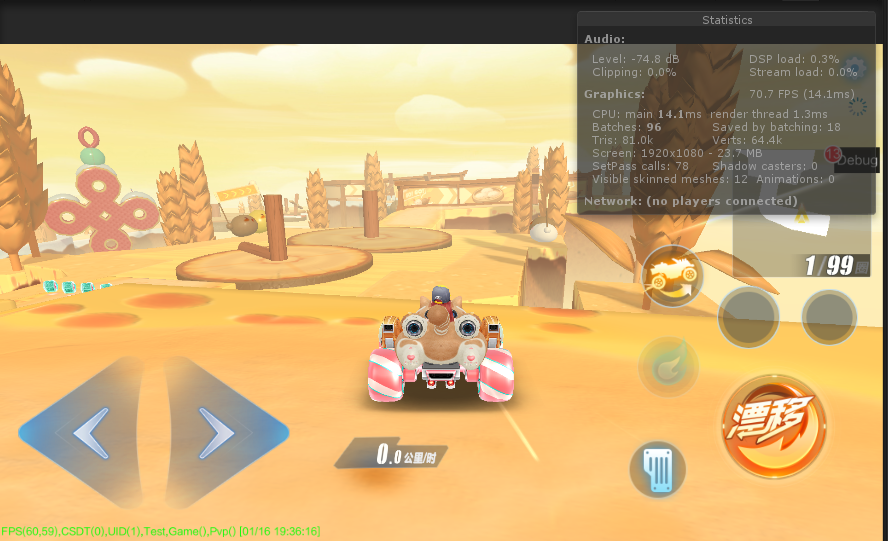 Statistics
Audio:
Level: -74.8 dB
DSP load: 0.3%
Clipping: 0.0%
Stream load: 0.0%
Graphics:
70.7 FPS (14.1ms)
CPU: main 14.1ms render thread 1.3ms
Batches: 96
Saved by batching: 18
Tris: 81.0k
Verts: 64.4k
Screen: 1920x1080 - 23.7 MB
SetPass calls: 78
Shadow casters: 0
Visible skinned meshes: 12 Animations: 0
Network: (no players connected)
13
Debug
1/99圈
漂移
0.0公里/时
FPS(60,59),CSDT(0),UID(1),Test,Game(),Pvp() [01/16 19:36:16]